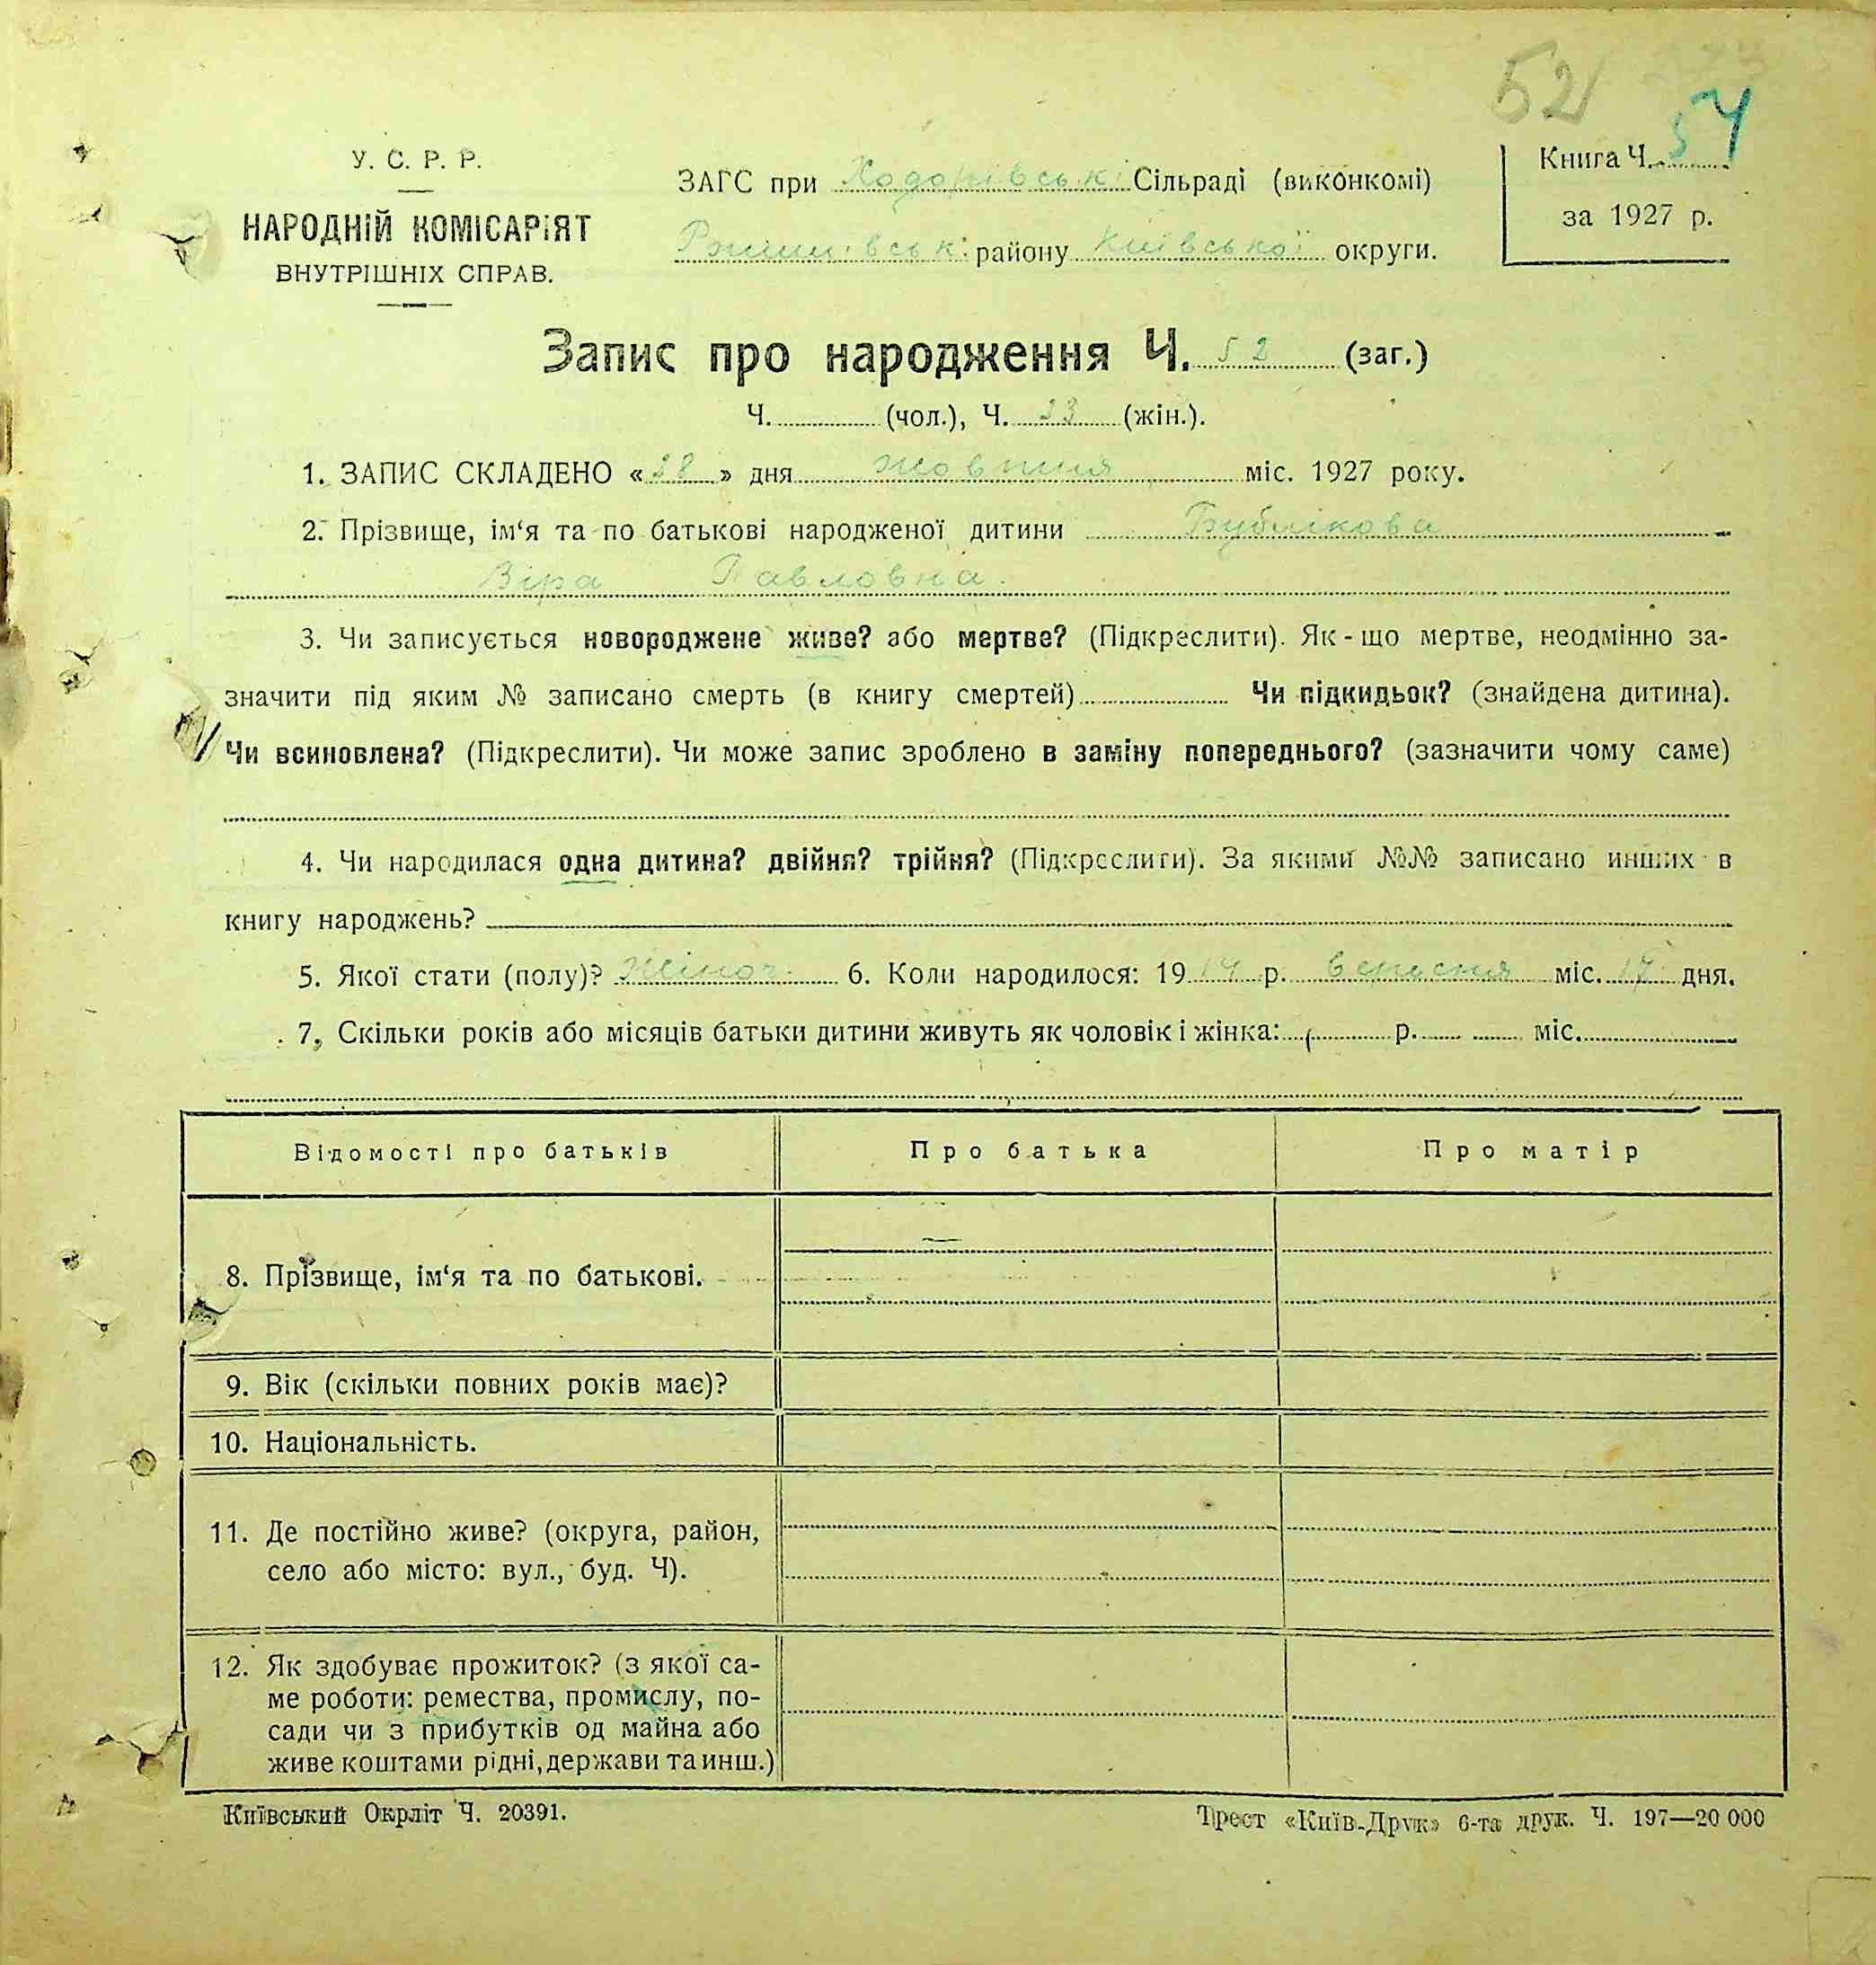 52
54
У. С. Р. Р.
НАРОДНІЙ КОМІСАРІЯТ
ВНУТРІШНІХ СПРАВ.
ЗАГС при Ходорівські Сільраді (виконкомі)
Ржищівські району Київської округи.
Книга Ч.
за 1927 р.
Запис про народження Ч. 52 (заг.)
Ч. (чол.), Ч. 23 (жін.).
1. ЗАПИС СКЛАДЕНО «28» дня жовтня міс. 1927 року.
2. Прізвище, ім‘я та по батькові народженої дитини Бублікова
Віра Павловна.
3. Чи записується новороджене живе? або мертве? (Підкреслити). Як-що мертве, неодмінно за-
значити під яким № записано смерть (в книгу смертей) Чи підкидьок? (знайдена дитина).
Чи всиновлена? (Підкреслити). Чи може запис зроблено в заміну попереднього? (зазначити чому саме)
4. Чи народилася одна дитина? двійня? трійня? (Підкреслити). За якими №№ записано инших в
книгу народжень?
5. Якої стати (полу)? Жіноч. 6. Коли народилося: 19 р. вересня міс. 17 дня.
7. Скільки років або місяців батьки дитини живуть як чоловік і жінка: р. міс.
Відомості про батьків Про батька Про матір
8. Прізвище, ім‘я та по батькові.
9. Вік (скільки повних років має)?
10. Національність.
11. Де постійно живе? (округа, район,
село або місто: вул., буд. Ч).
12. Як здобуває прожиток? (з якої са-
ме роботи: ремества, промислу, по-
сади чи з прибутків од майна або
живе коштами рідні, держави та инш.)
Київський Окрліт Ч. 20391.
Трест «Київ-Друк» 6-та друк. Ч. 197—20 000